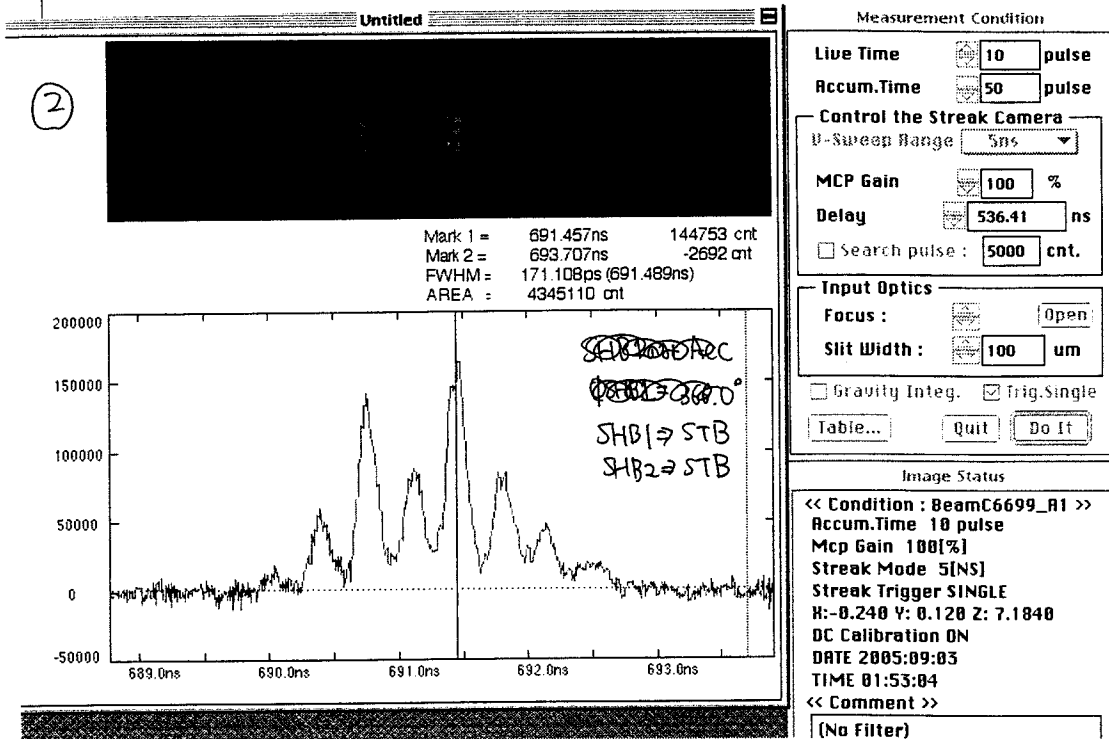 Untitled
②
Mark 1 = 691.457ns 144753 cnt
Mark 2 = 693.707ns -2692 cnt
FWHM = 171.108ps (691.489ns)
AREA : 4345110 cnt
200000
150000
100000
50000
0
-50000
689.0ns 690.0ns 691.0ns 692.0ns 693.0ns
SHB1⇒STB
SHB2⇒STB
Measurement Condition
Live Time 10 pulse
Accum.Time 50 pulse
Control the Streak Camera
V-Sweep Range 5ns
MCP Gain 100 %
Delay 536.41 ns
Search pulse : 5000 cnt.
Input Optics
Focus : Open
Slit Width : 100 um
Gravity Integ. Trig.Single
Table... Quit Do It
Image Status
<< Condition : BeamC6699_A1 >>
Accum.Time 10 pulse
Mcp Gain 100[%]
Streak Mode 5[NS]
Streak Trigger SINGLE
X:-0.240 Y: 0.120 Z: 7.1840
DC Calibration ON
DATE 2005:09:03
TIME 01:53:04
<< Comment >>
(No Filter)